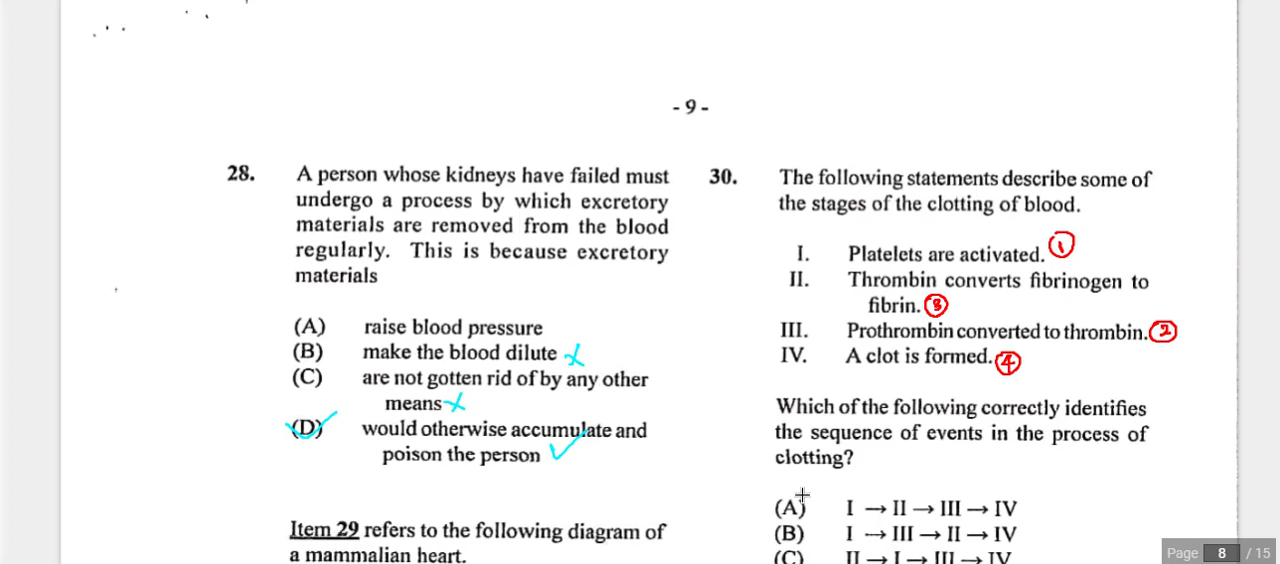 - 9 -
28. A person whose kidneys have failed must
undergo a process by which excretory
materials are removed from the blood
regularly. This is because excretory
materials
(A) raise blood pressure
(B) make the blood dilute
(C) are not gotten rid of by any other
means
(D) would otherwise accumulate and
poison the person
Item 29 refers to the following diagram of
a mammalian heart.
30. The following statements describe some of
the stages of the clotting of blood.
I. Platelets are activated. 1
II. Thrombin converts fibrinogen to
fibrin. 3
III. Prothrombin converted to thrombin. 2
IV. A clot is formed. 4
Which of the following correctly identifies
the sequence of events in the process of
clotting?
(A) I → II → III → IV
(B) I → III → II → IV
(C) II → I → III → IV
Page 8 / 15